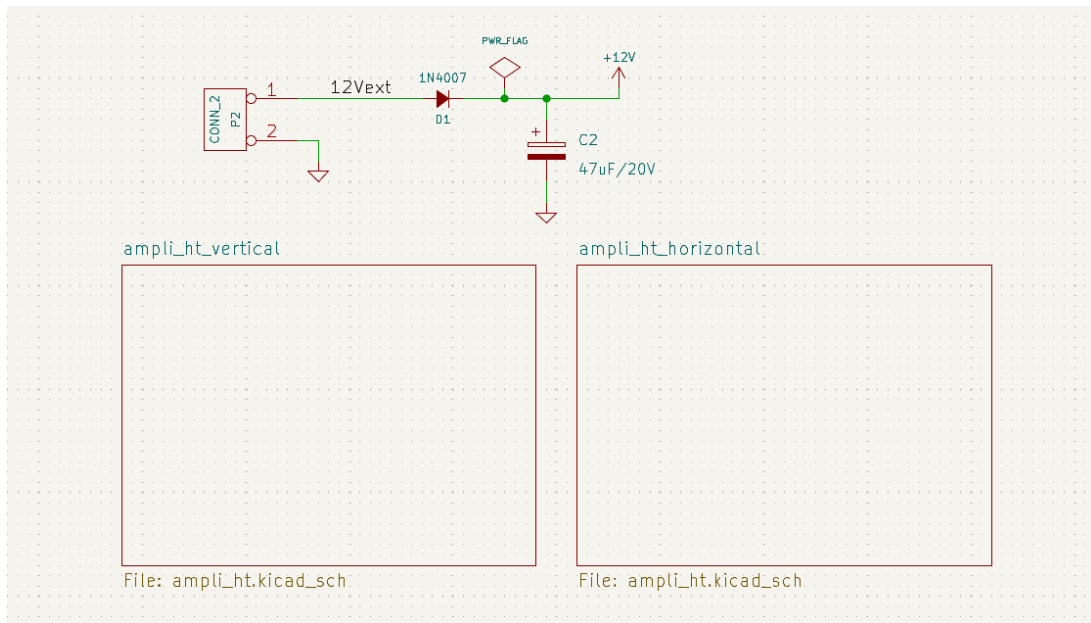 PWR_FLAG
+12V
1N4007
12Vext
1
CONN_2
P2
D1
2
+
C2
47uF/20V
ampli_ht_vertical
ampli_ht_horizontal
File: ampli_ht.kicad_sch
File: ampli_ht.kicad_sch